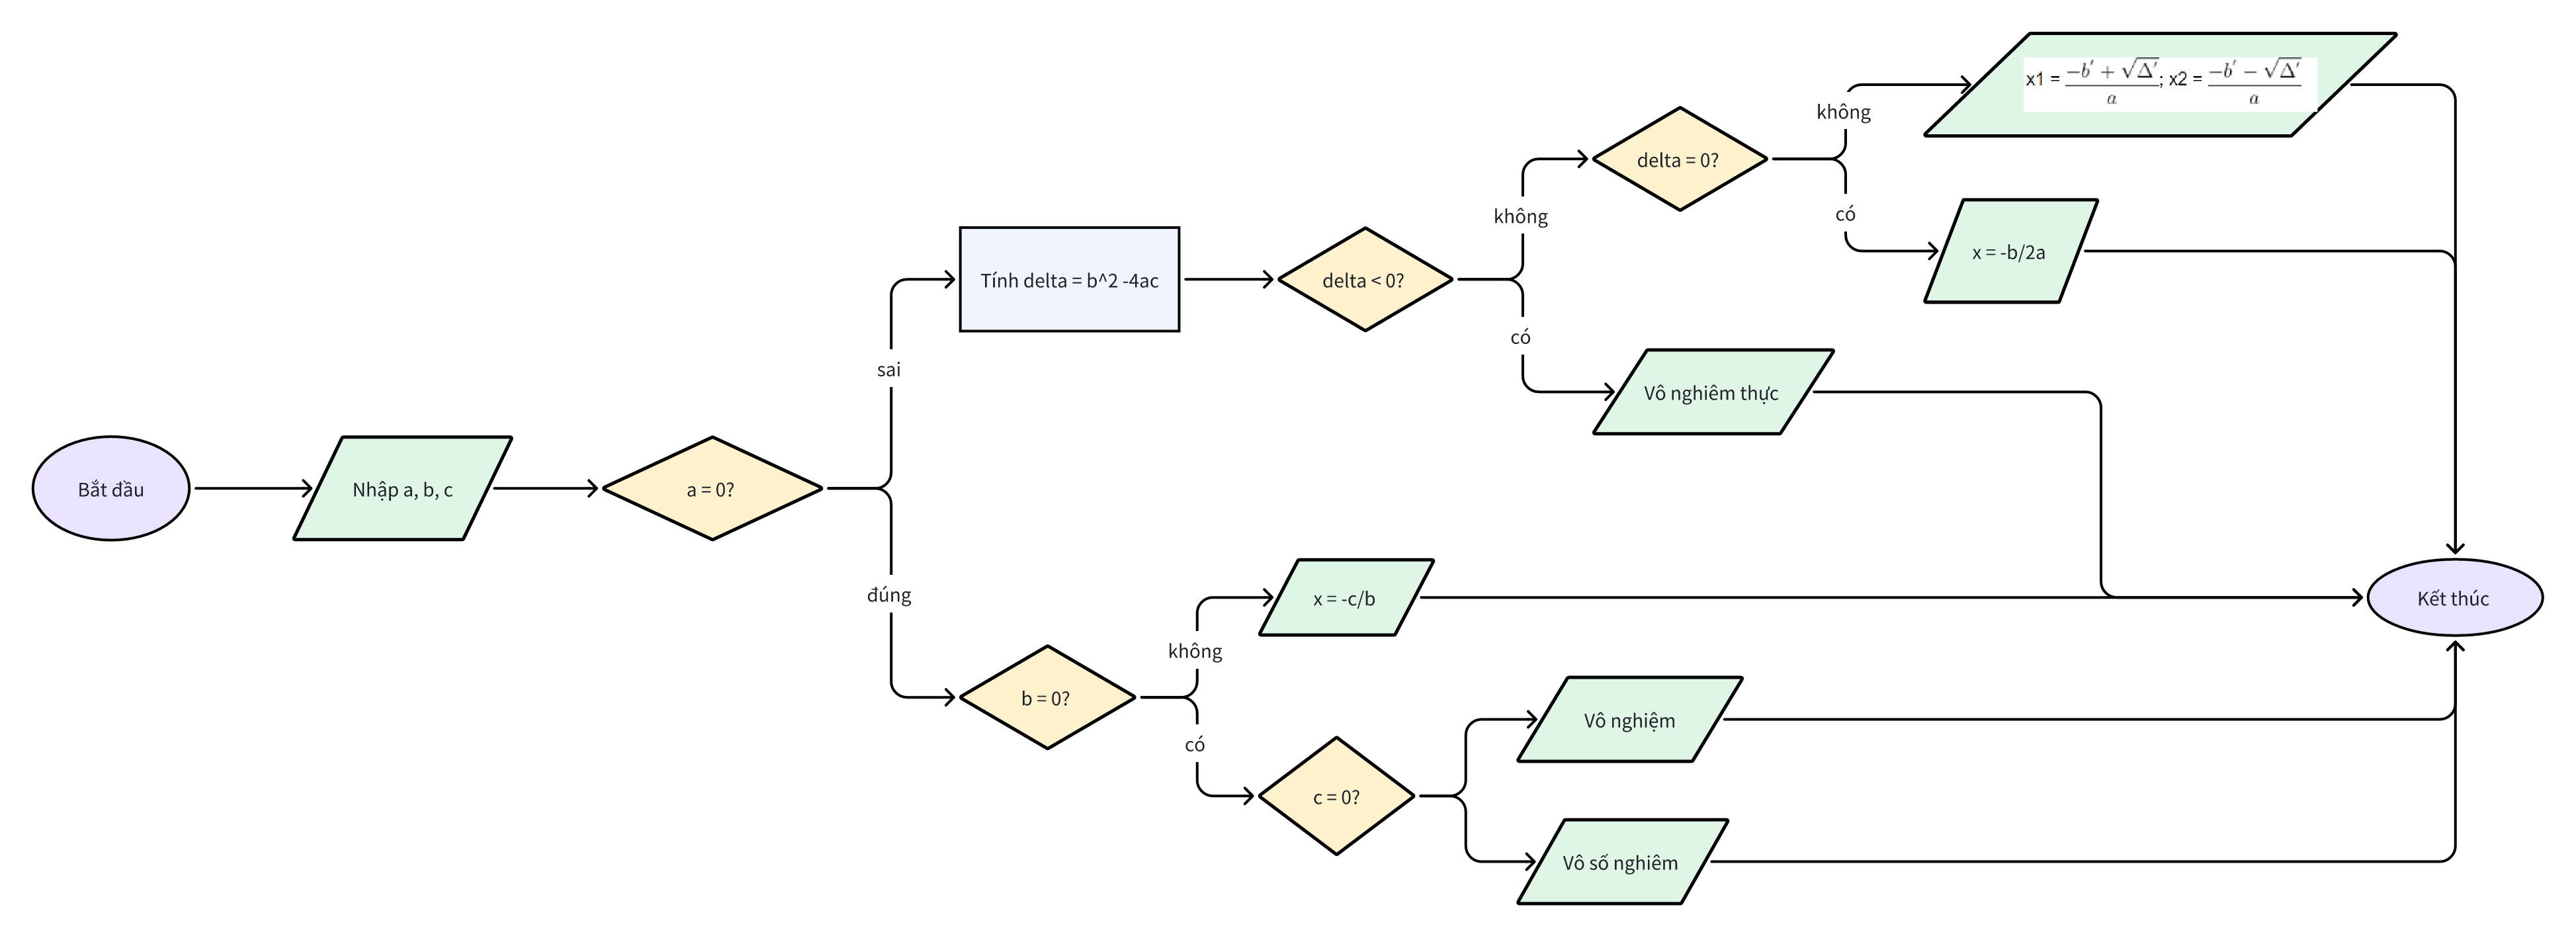 Bắt đầu
Nhập a, b, c
a = 0?
sai
đúng
Tính delta = b^2 -4ac
delta < 0?
không
có
delta = 0?
không
có
x1 = \frac{-b' + \sqrt{\Delta'}}{a}; x2 = \frac{-b' - \sqrt{\Delta'}}{a}
x = -b/2a
Vô nghiêm thực
b = 0?
không
có
x = -c/b
c = 0?
Vô nghiệm
Vô số nghiêm
Kết thúc